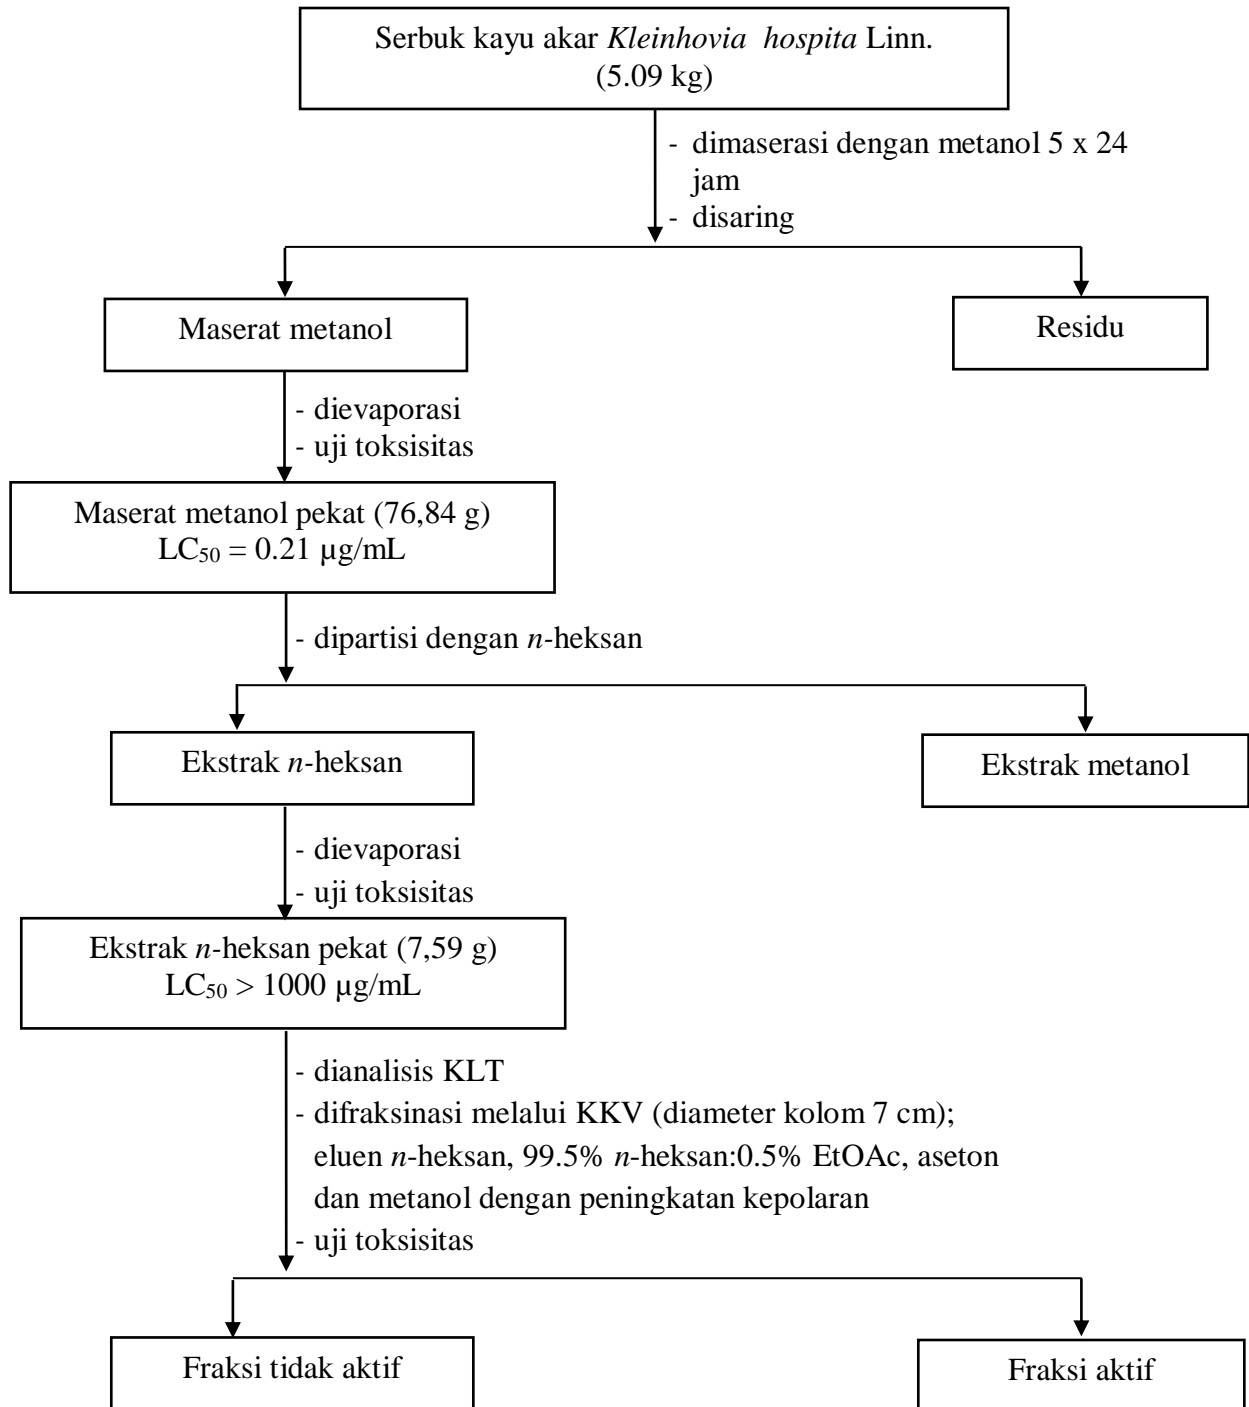 Serbuk kayu akar Kleinhovia hospita Linn.
(5.09 kg)
- dimaserasi dengan metanol 5 x 24
jam
- disaring
Maserat metanol
Residu
- dievaporasi
- uji toksisitas
Maserat metanol pekat (76,84 g)
LC₅₀ = 0.21 µg/mL
- dipartisi dengan n-heksan
Ekstrak n-heksan
Ekstrak metanol
- dievaporasi
- uji toksisitas
Ekstrak n-heksan pekat (7,59 g)
LC₅₀ > 1000 µg/mL
- dianalisis KLT
- difraksinasi melalui KKV (diameter kolom 7 cm);
eluen n-heksan, 99.5% n-heksan:0.5% EtOAc, aseton
dan metanol dengan peningkatan kepolaran
- uji toksisitas
Fraksi tidak aktif
Fraksi aktif